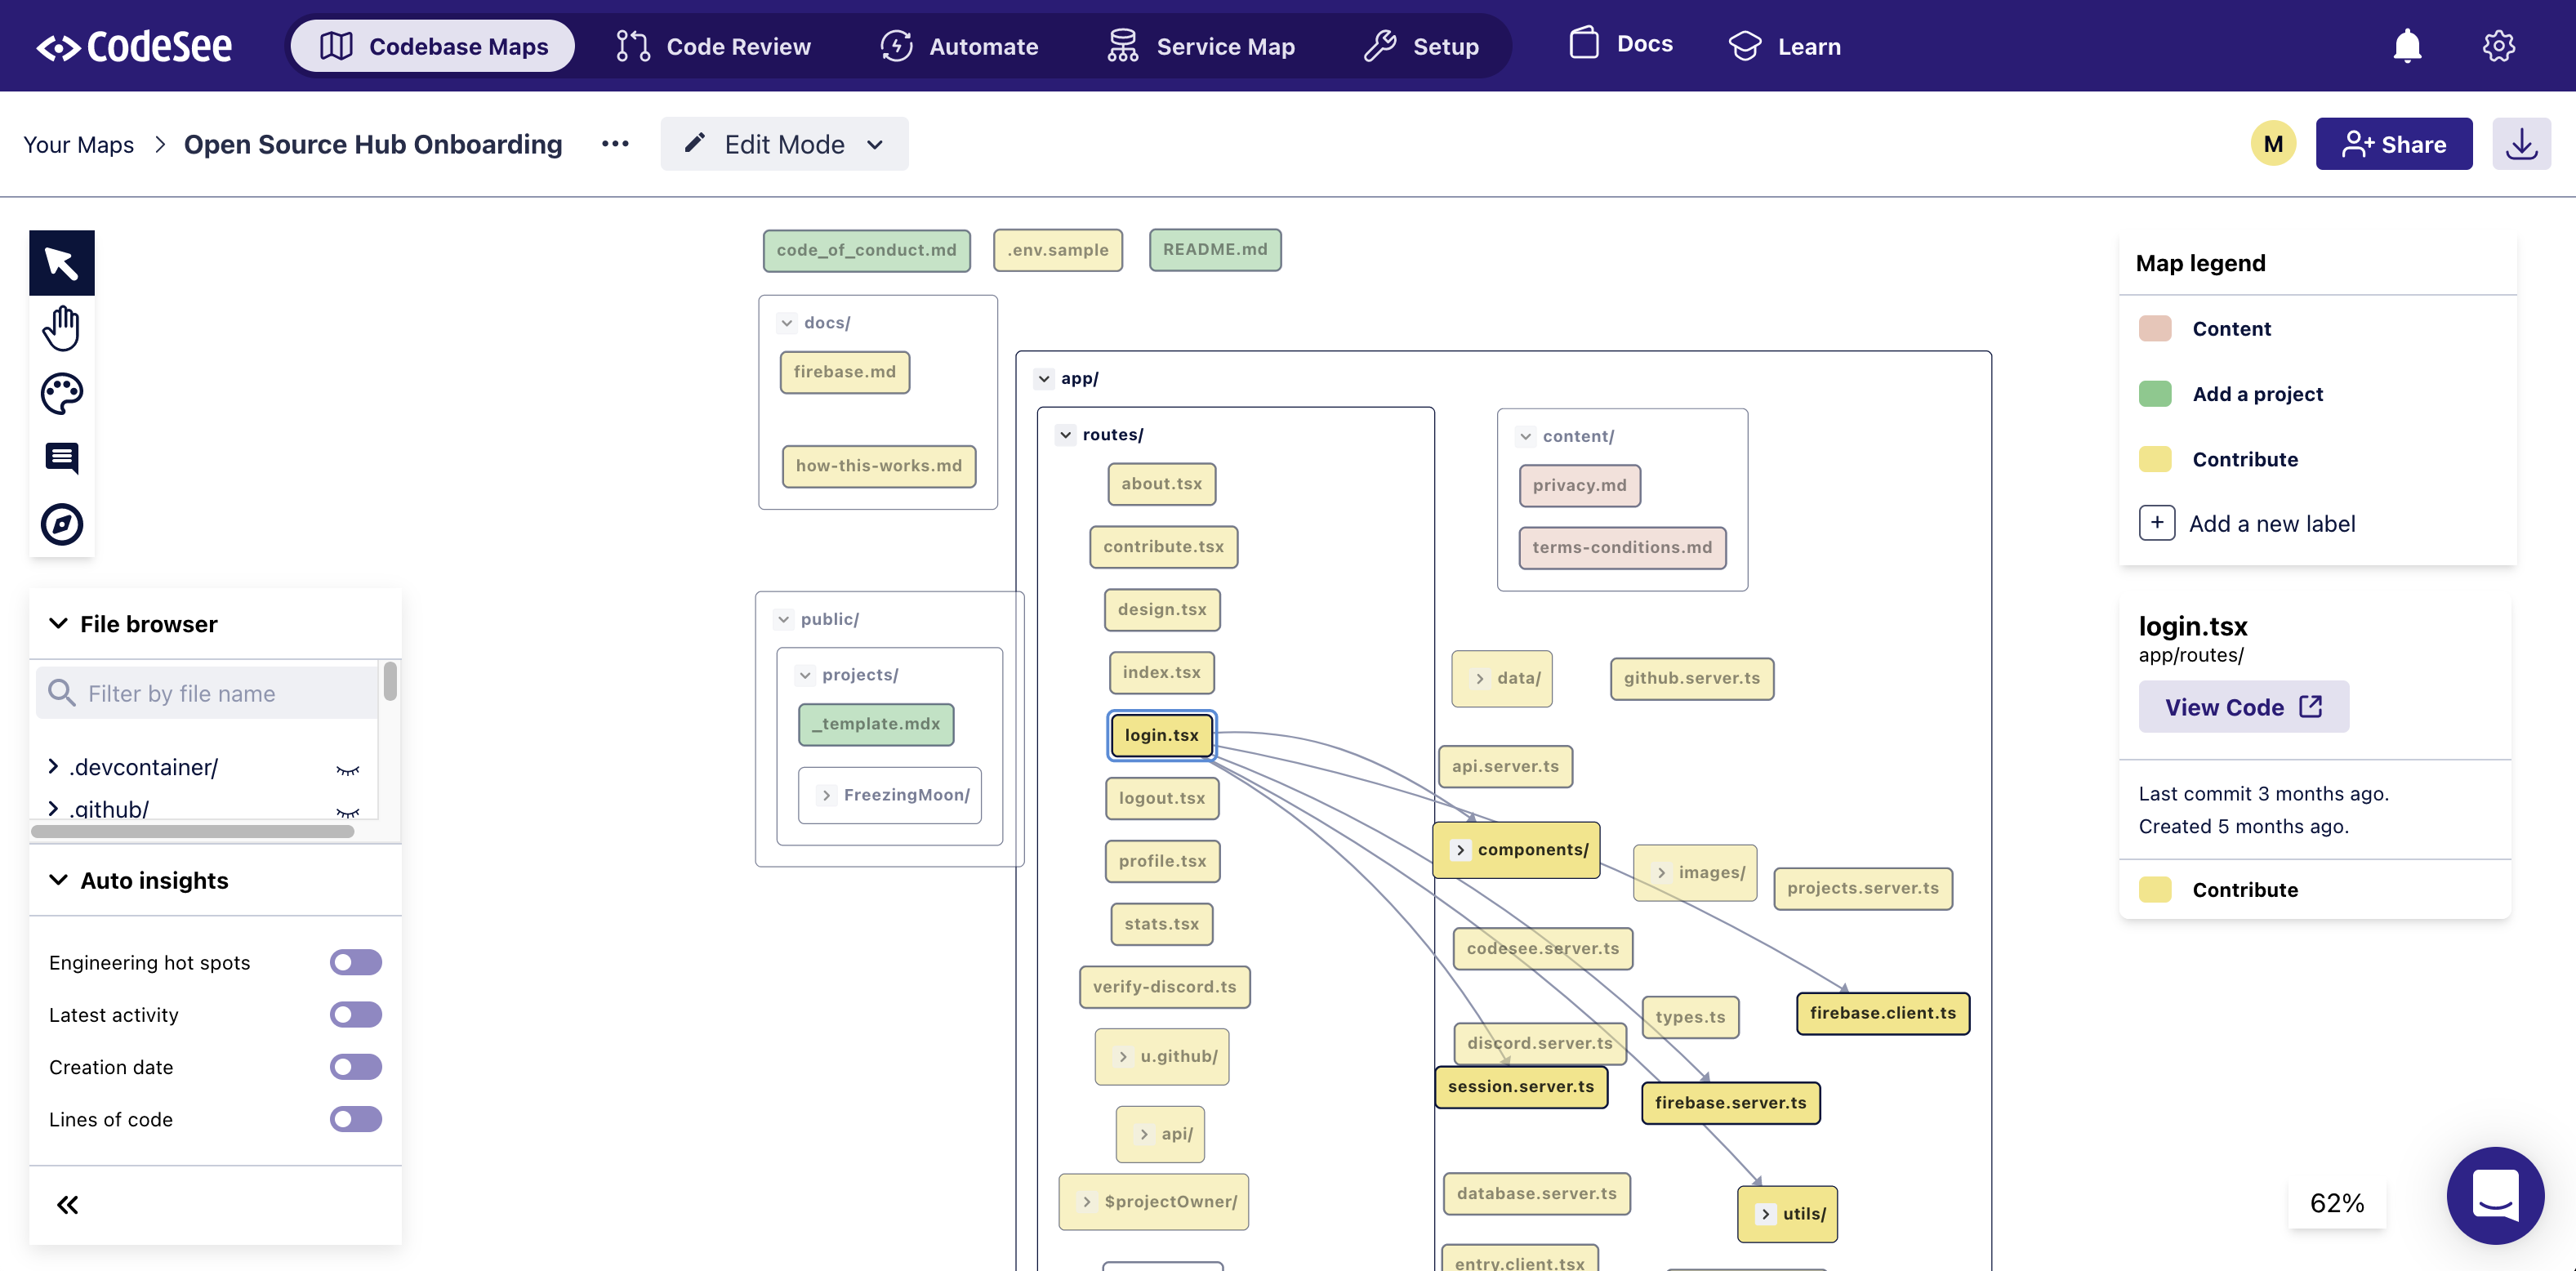 CodeSee
Codebase Maps
Code Review
Automate
Service Map
Setup
Docs
Learn
Your Maps > Open Source Hub Onboarding
...
Edit Mode
M
Share
code_of_conduct.md
.env.sample
README.md
docs/
firebase.md
how-this-works.md
app/
routes/
about.tsx
contribute.tsx
design.tsx
index.tsx
login.tsx
logout.tsx
profile.tsx
stats.tsx
verify-discord.ts
u.github/
api/
$projectOwner/
content/
privacy.md
terms-conditions.md
public/
projects/
_template.mdx
FreezingMoon/
data/
github.server.ts
api.server.ts
components/
images/
projects.server.ts
codesee.server.ts
types.ts
firebase.client.ts
discord.server.ts
session.server.ts
firebase.server.ts
database.server.ts
utils/
entry.client.tsx
File browser
Filter by file name
.devcontainer/
.github/
Auto insights
Engineering hot spots
Latest activity
Creation date
Lines of code
Map legend
Content
Add a project
Contribute
+ Add a new label
login.tsx
app/routes/
View Code
Last commit 3 months ago.
Created 5 months ago.
Contribute
62%